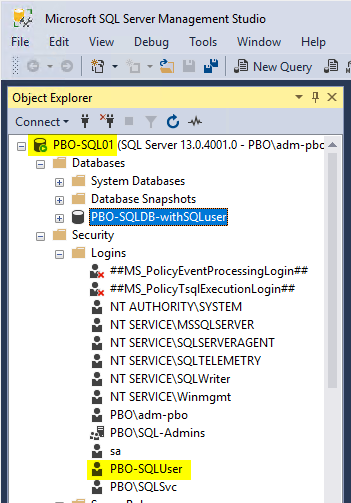 Microsoft SQL Server Management Studio
File Edit View Debug Tools Window Help
New Query
Object Explorer
Connect
PBO-SQL01 (SQL Server 13.0.4001.0 - PBO\adm-pbo
Databases
System Databases
Database Snapshots
PBO-SQLDB-withSQLuser
Security
Logins
##MS_PolicyEventProcessingLogin##
##MS_PolicyTsqlExecutionLogin##
NT AUTHORITY\SYSTEM
NT SERVICE\MSSQLSERVER
NT SERVICE\SQLSERVERAGENT
NT SERVICE\SQLTELEMETRY
NT SERVICE\SQLWriter
NT SERVICE\Winmgmt
PBO\adm-pbo
PBO\SQL-Admins
sa
PBO-SQLUser
PBO\SQLSvc